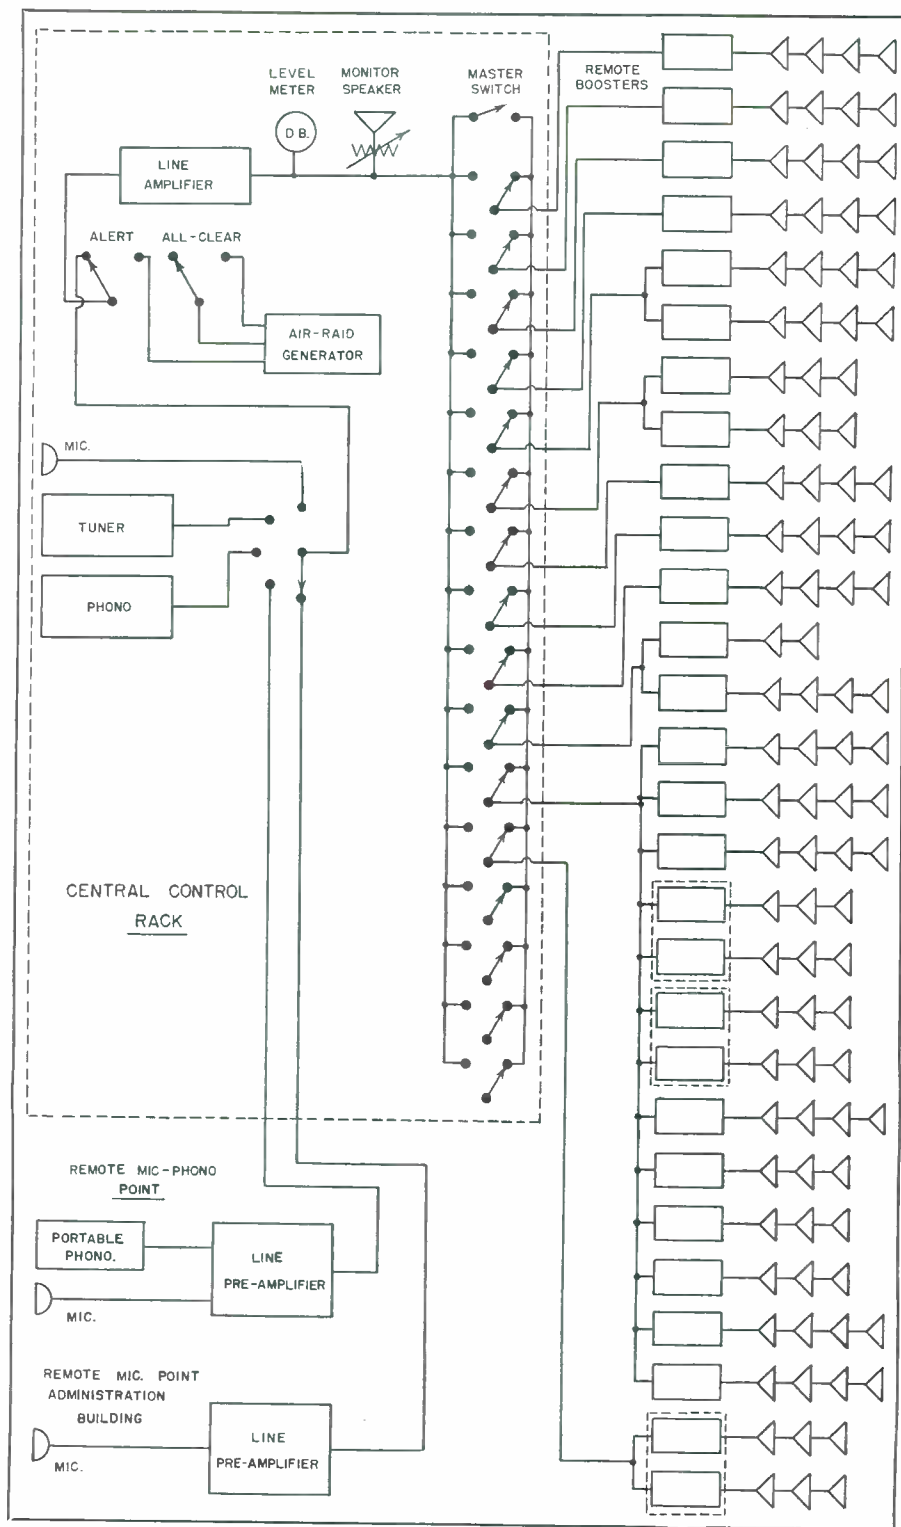 LEVEL
METER
MONITOR
SPEAKER
MASTER
SWITCH
REMOTE
BOOSTERS
D.B.
LINE
AMPLIFIER
ALERT
ALL-CLEAR
AIR-RAID
GENERATOR
MIC.
TUNER
PHONO
CENTRAL CONTROL
RACK
REMOTE MIC-PHONO
POINT
PORTABLE
PHONO.
LINE
PRE-AMPLIFIER
MIC.
REMOTE MIC. POINT
ADMINISTRATION
BUILDING
LINE
PRE-AMPLIFIER
MIC.